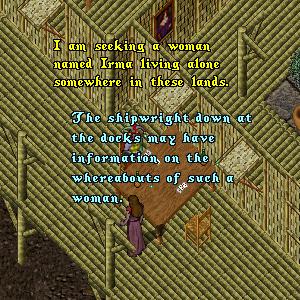 I am seeking a woman
named Irma living alone
somewhere in these lands.
The shipwright down at
the docks may have
information on the
whereabouts of such a
woman.